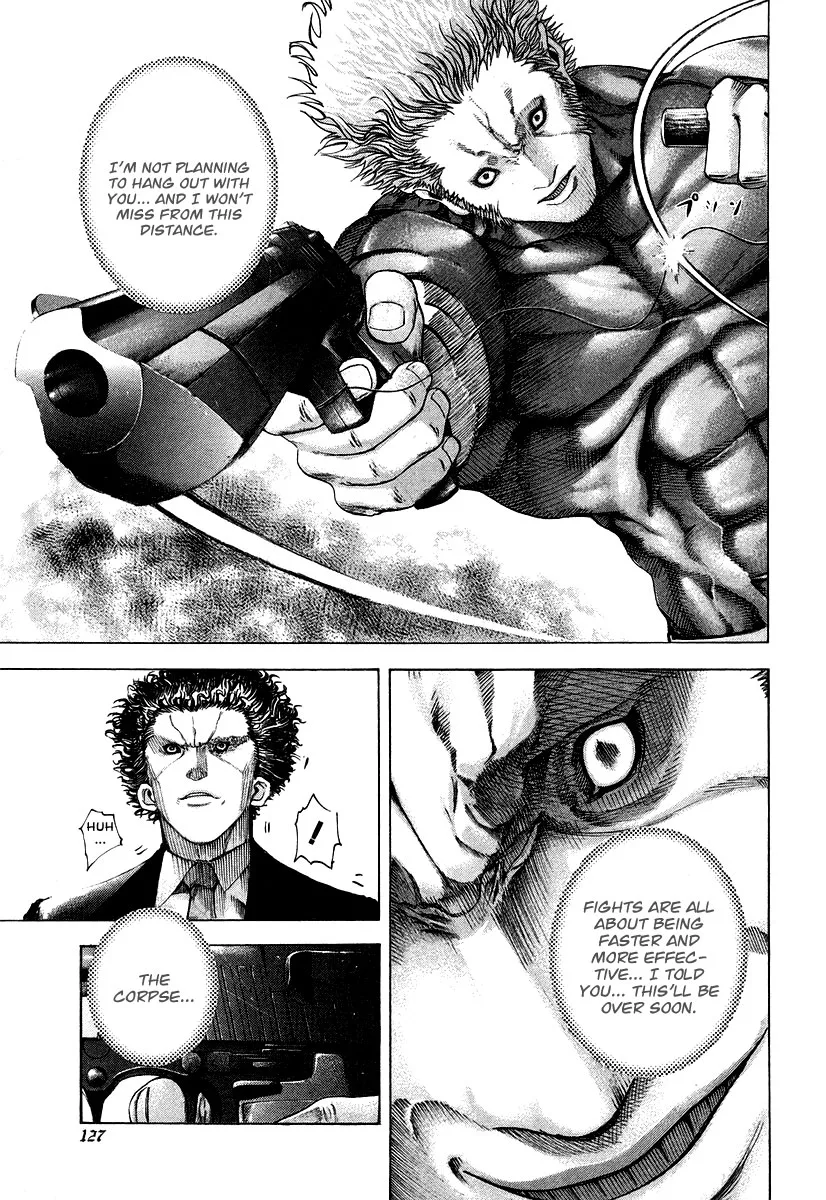 I'M NOT PLANNING
TO HANG OUT WITH
YOU... AND I WON'T
MISS FROM THIS
DISTANCE.
FIGHTS ARE ALL
ABOUT BEING
FASTER AND
MORE EFFEC-
TIVE... I TOLD
YOU... THIS'LL BE
OVER SOON.
!
HUH
...
THE
CORPSE...
127